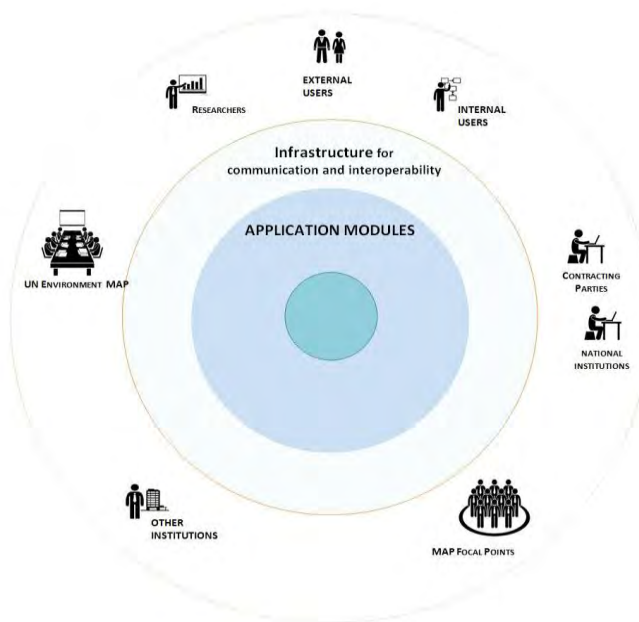 EXTERNAL
USERS
RESEARCHERS
INTERNAL
USERS
Infrastructure for
communication and interoperability
APPLICATION MODULES
UN ENVIRONMENT MAP
CONTRACTING
PARTIES
NATIONAL
INSTITUTIONS
OTHER
INSTITUTIONS
MAP FOCAL POINTS